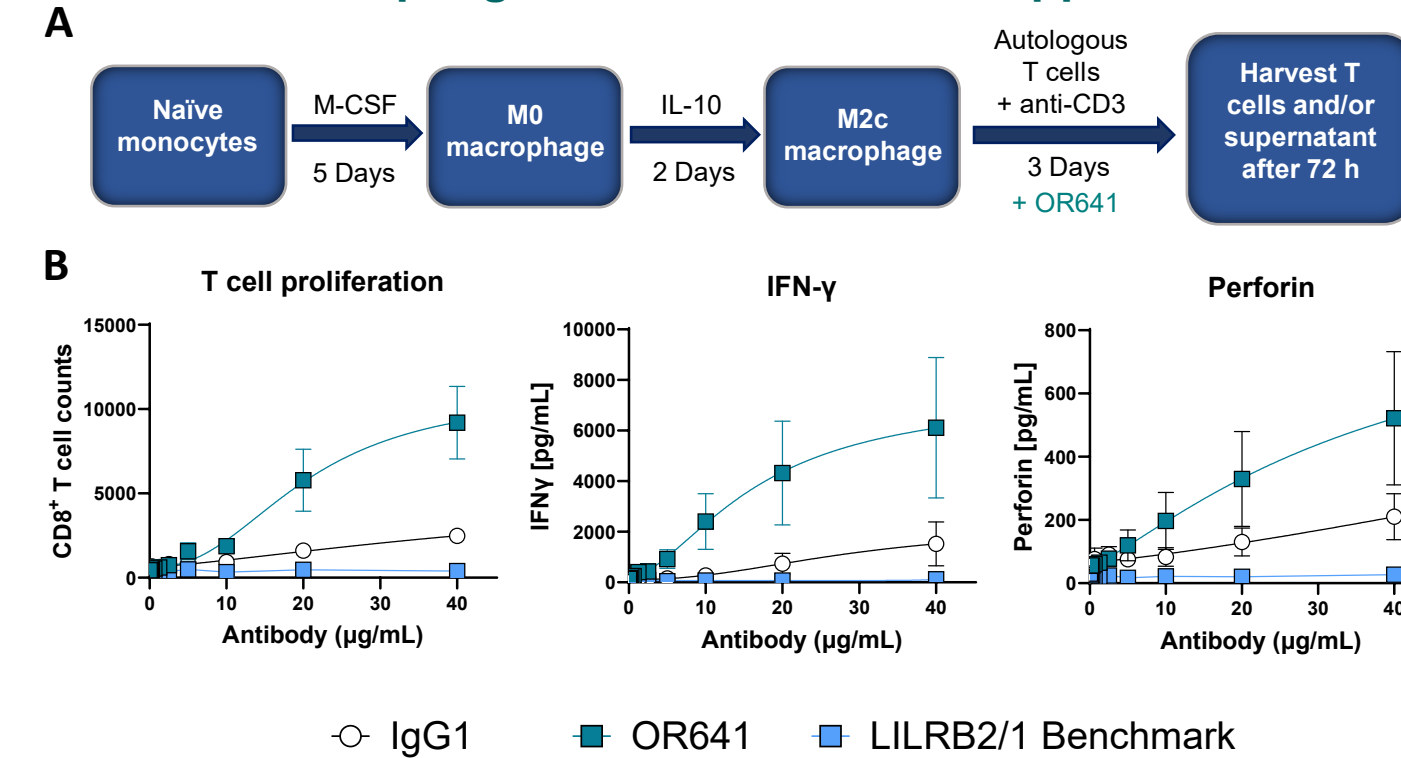 A
Naïve
monocytes
M-CSF
5 Days
M0
macrophage
IL-10
2 Days
M2c
macrophage
Autologous
T cells
+ anti-CD3
3 Days
+ OR641
Harvest T
cells and/or
supernatant
after 72 h
B
T cell proliferation
CD8⁺ T cell counts
15000
10000
5000
0
0 10 20 30 40
Antibody (µg/mL)
IFN-γ
IFNγ [pg/mL]
10000
8000
6000
4000
2000
0
0 10 20 30 40
Antibody (µg/mL)
Perforin
Perforin [pg/mL]
800
600
400
200
0
0 10 20 30 40
Antibody (µg/mL)
IgG1
OR641
LILRB2/1 Benchmark